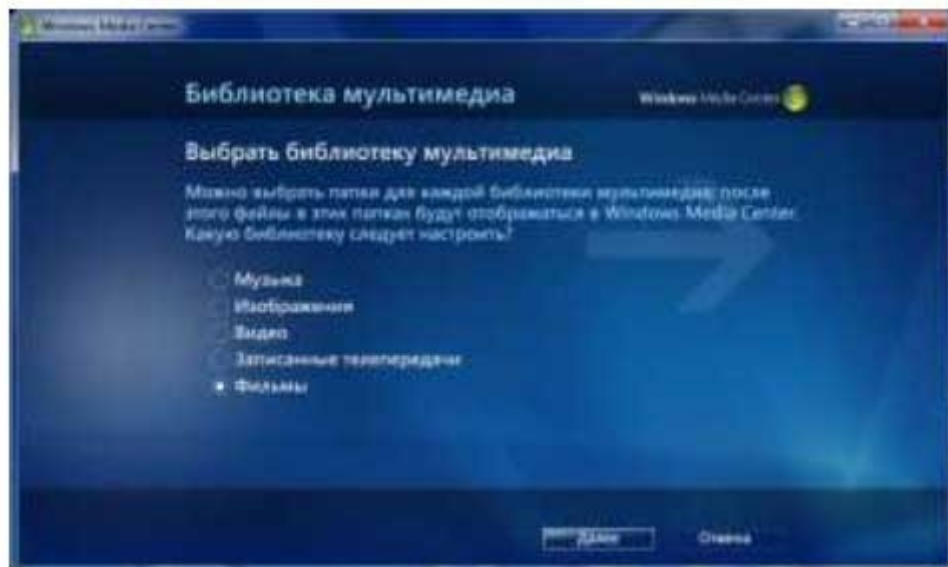 Windows Media Center
Библиотека мультимедиа
Windows Media Center
Выбрать библиотеку мультимедиа
Можно выбрать папки для каждой библиотеки мультимедиа; после
этого файлы в этих папках будут отображаться в Windows Media Center.
Какую библиотеку следует настроить?
Музыка
Изображения
Видео
Записанные телепередачи
Фильмы
Далее
Отмена